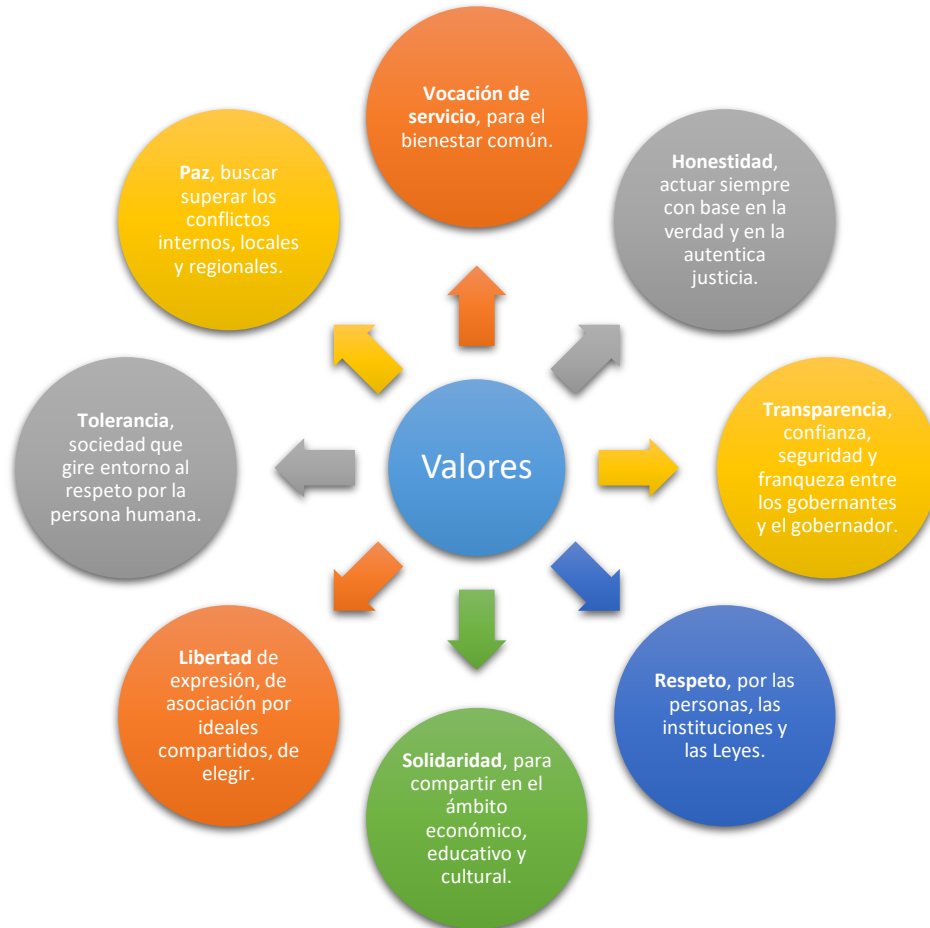 Vocación de
servicio, para el
bienestar común.
Honestidad,
actuar siempre
con base en la
verdad y en la
autentica
justicia.
Transparencia,
confianza,
seguridad y
franqueza entre
los gobernantes
y el gobernador.
Respeto, por las
personas, las
instituciones y
las Leyes.
Solidaridad, para
compartir en el
ámbito
económico,
educativo y
cultural.
Libertad de
expresión, de
asociación por
ideales
compartidos, de
elegir.
Tolerancia,
sociedad que
gire entorno al
respeto por la
persona humana.
Paz, buscar
superar los
conflictos
internos, locales
y regionales.
Valores